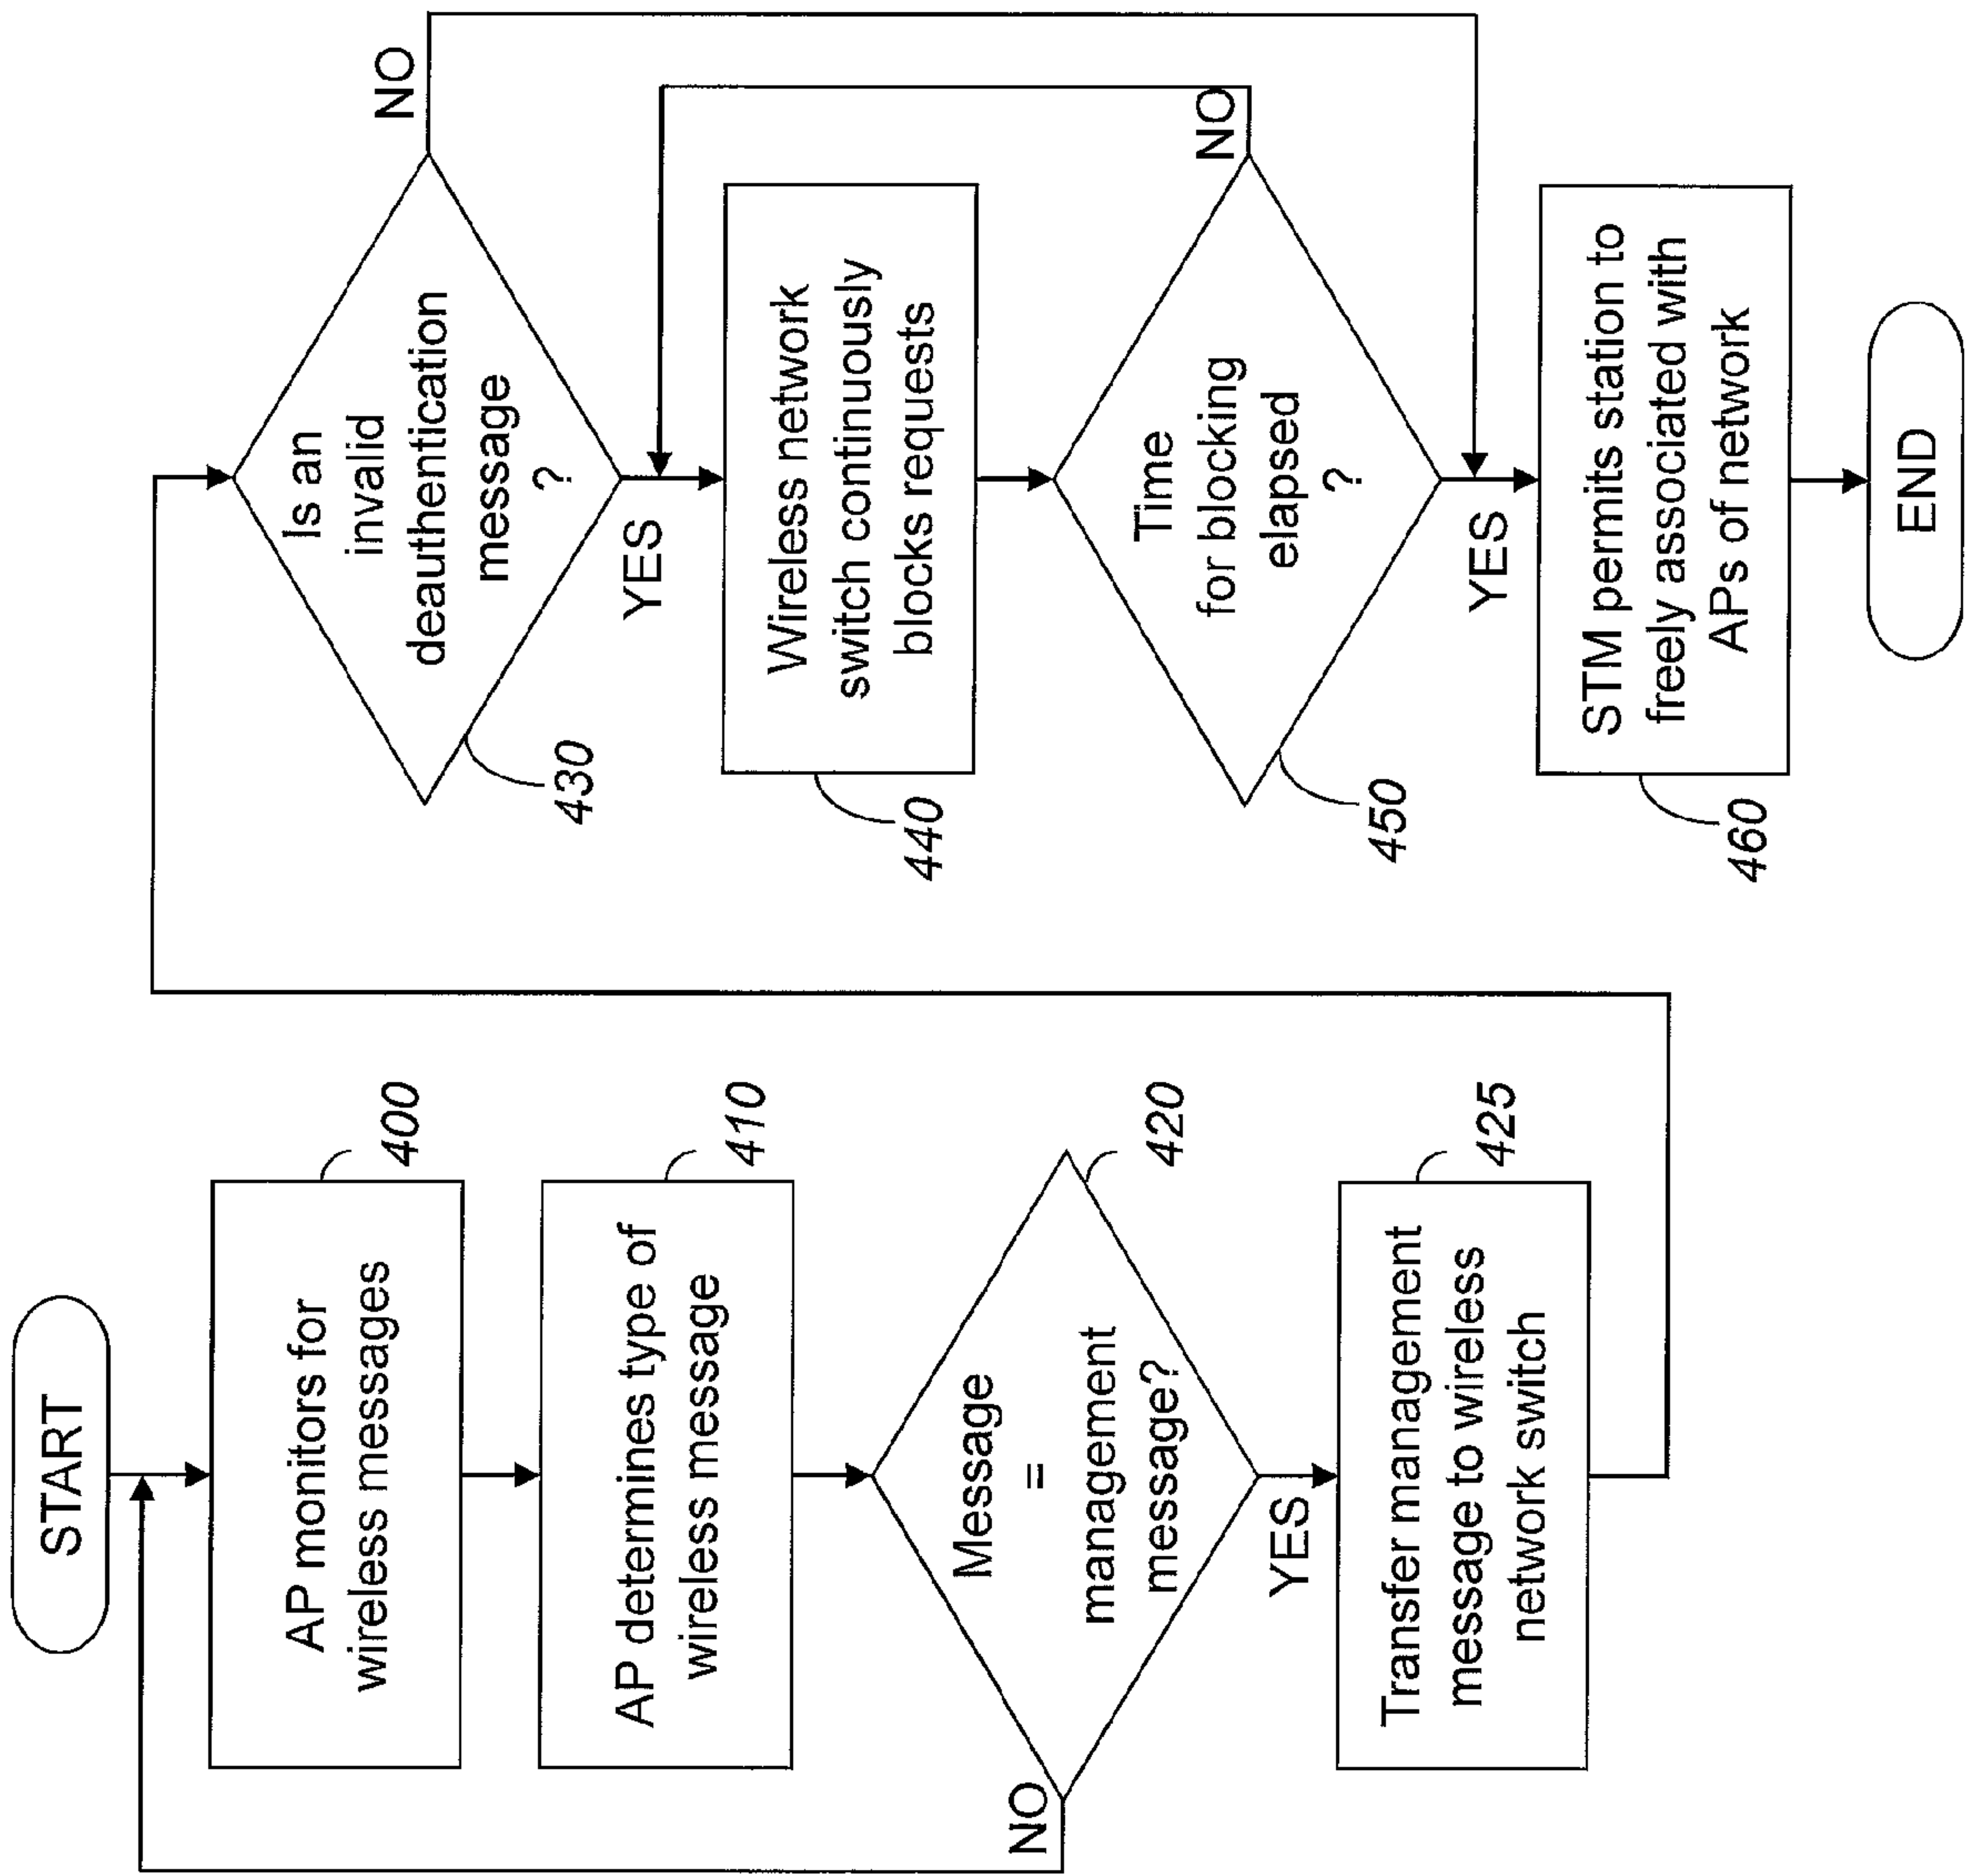 START
AP monitors for
wireless messages
400
AP determines type of
wireless message
410
Message
=
management
message?
420
NO
YES
Transfer management
message to wireless
network switch
425
Is an
invalid
deauthentication
message
?
430
NO
YES
Wireless network
switch continuously
blocks requests
440
Time
for blocking
elapsed
?
450
NO
YES
STM permits station to
freely associated with
APs of network
460
END